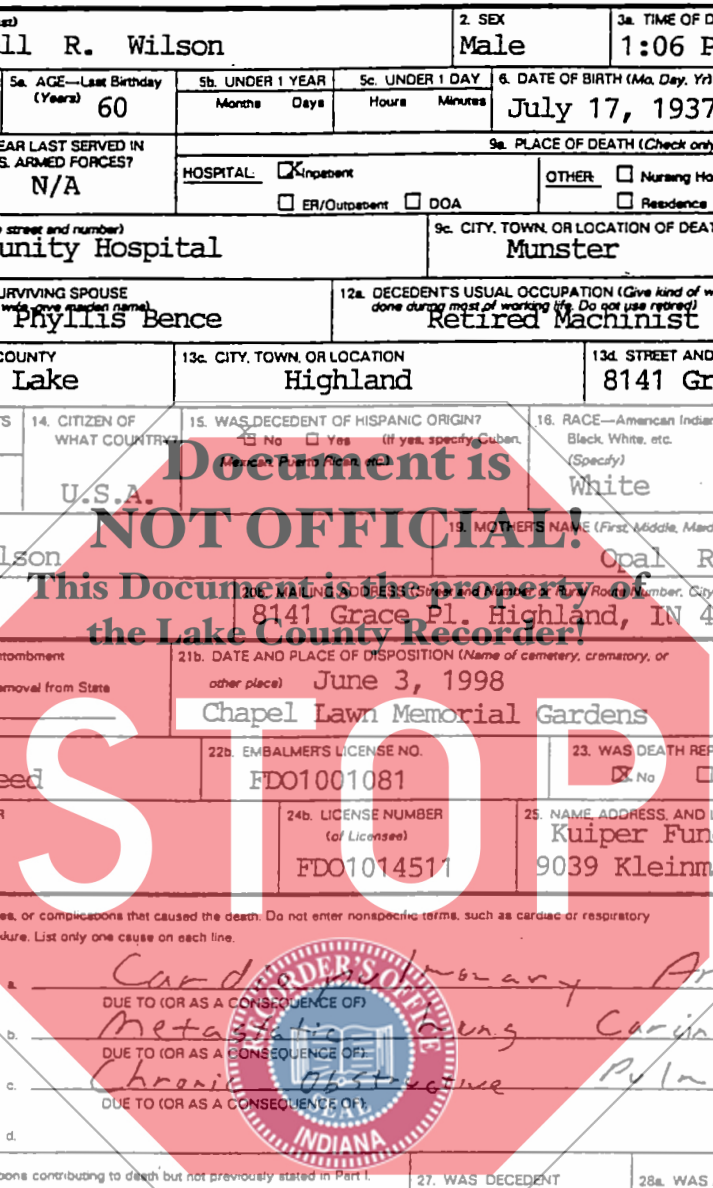 st)
2. SEX
3a. TIME OF D
ll R. Wilson
Male
1:06 P
5a. AGE—Last Birthday
(Years) 60
5b. UNDER 1 YEAR
Months Days
5c. UNDER 1 DAY
Hours Minutes
6. DATE OF BIRTH (Mo, Day, Yr)
July 17, 1937
EAR LAST SERVED IN
S. ARMED FORCES?
N/A
9a. PLACE OF DEATH (Check only
HOSPITAL: X Inpatient
ER/Outpatient DOA
OTHER: Nursing Ho
Residence
street and number)
unity Hospital
9c. CITY, TOWN, OR LOCATION OF DEAT
Munster
URVIVING SPOUSE
wife, give maiden name)
Phyllis Bence
12a. DECEDENT'S USUAL OCCUPATION (Give kind of w
done during most of working life. Do not use retired)
Retired Machinist
COUNTY
Lake
13c. CITY, TOWN, OR LOCATION
Highland
13d. STREET AND
8141 Gr
14. CITIZEN OF
WHAT COUNTRY?
U.S.A.
15. WAS DECEDENT OF HISPANIC ORIGIN?
X No Yes (If yes, specify Cuban,
Mexican, Puerto Rican, etc.)
16. RACE—American Indian
Black, White, etc.
(Specify)
White
Document is
NOT OFFICIAL!
This Document is the property of
the Lake County Recorder!
lson
19. MOTHER'S NAME (First, Middle, Maid
Opal R
20b. MAILING ADDRESS (Street and Number or Rural Route Number, City
8141 Grace Pl. Highland, IN 4
ntombment
emoval from State
21b. DATE AND PLACE OF DISPOSITION (Name of cemetery, crematory, or
other place) June 3, 1998
Chapel Lawn Memorial Gardens
STOP
eed
22b. EMBALMER'S LICENSE NO.
FDO1001081
23. WAS DEATH REP
X No
R
24b. LICENSE NUMBER
(of Licensee)
FDO1014511
25. NAME, ADDRESS, AND L
Kuiper Fun
9039 Kleinm
es, or complications that caused the death. Do not enter nonspecific terms, such as cardiac or respiratory
ilure. List only one cause on each line.
a. Cardiopulmonary Ar
DUE TO (OR AS A CONSEQUENCE OF):
b. Metastatic Lung Carcin
DUE TO (OR AS A CONSEQUENCE OF):
c. Chronic Obstructive Pulm
DUE TO (OR AS A CONSEQUENCE OF):
d.
RECORDER'S OFFICE
SEAL
INDIANA
ions contributing to death but not previously stated in Part I.
27. WAS DECEDENT
28a. WAS